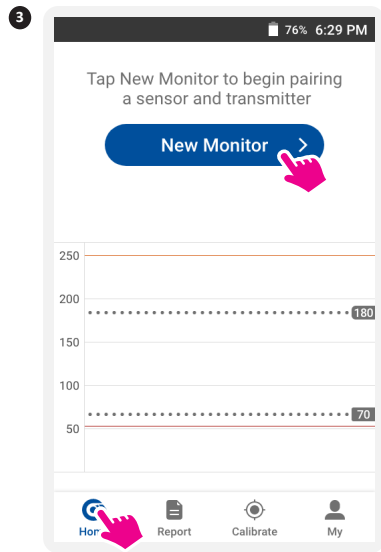 3
76% 6:29 PM
Tap New Monitor to begin pairing
a sensor and transmitter
New Monitor
250
200
180
150
100
70
50
Report Calibrate My